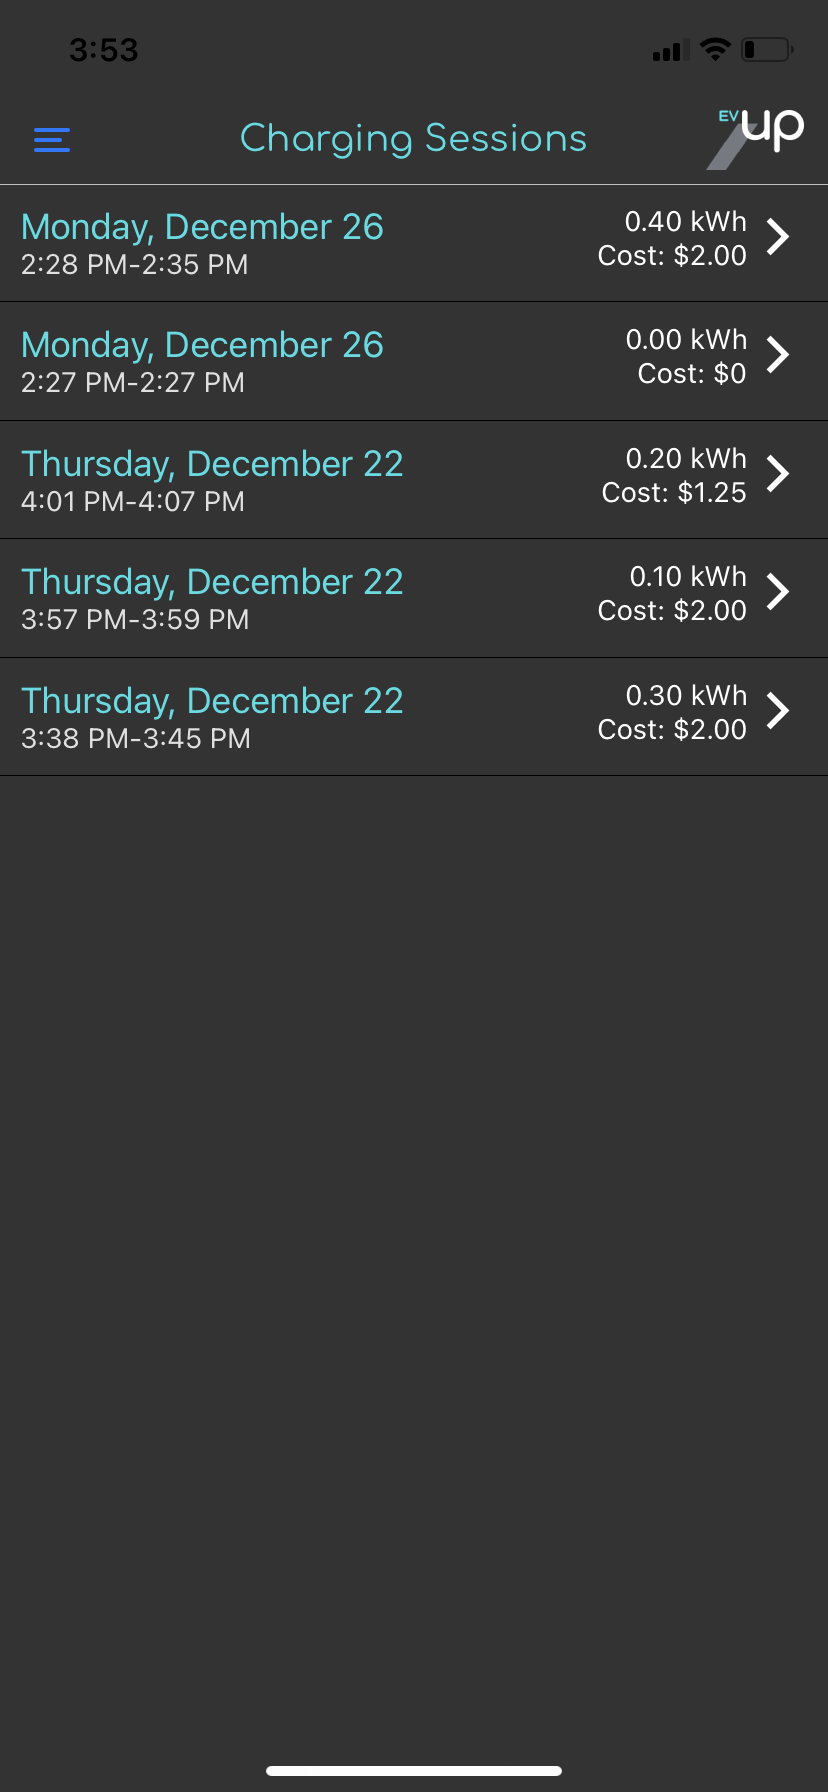 3:53
Charging Sessions
EV up
Monday, December 26
2:28 PM-2:35 PM
0.40 kWh
Cost: $2.00
Monday, December 26
2:27 PM-2:27 PM
0.00 kWh
Cost: $0
Thursday, December 22
4:01 PM-4:07 PM
0.20 kWh
Cost: $1.25
Thursday, December 22
3:57 PM-3:59 PM
0.10 kWh
Cost: $2.00
Thursday, December 22
3:38 PM-3:45 PM
0.30 kWh
Cost: $2.00